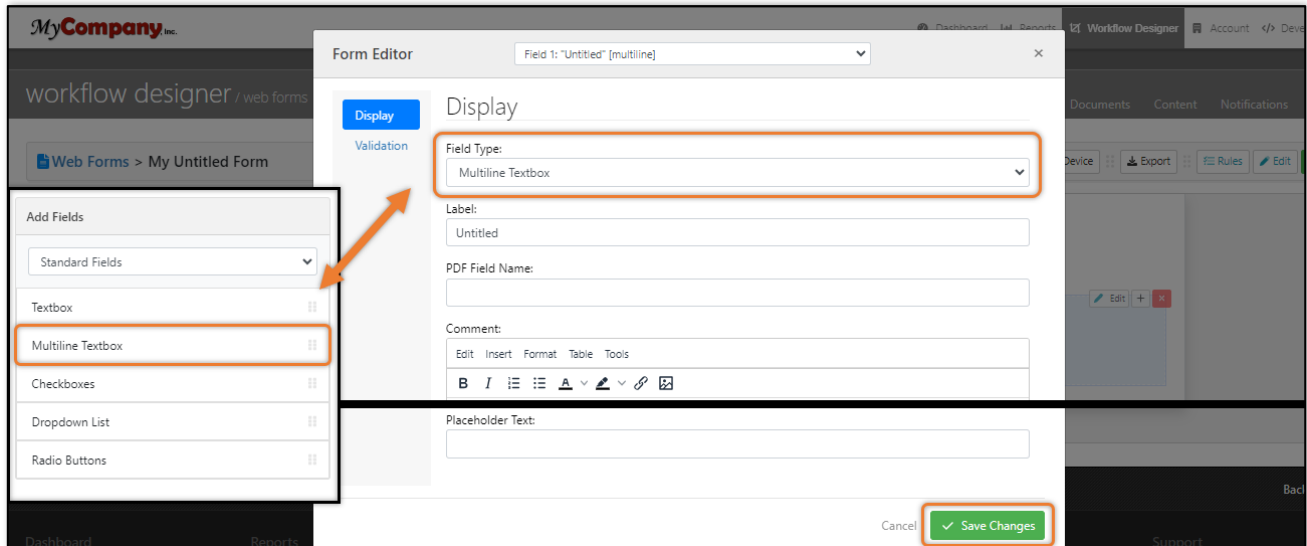 MyCompany, Inc.
Dashboard Reports Workflow Designer Account </> Deve
Form Editor
Field 1: "Untitled" [multiline]
×
workflow designer / web forms
Documents Content Notifications
Display
Validation
Display
Web Forms > My Untitled Form
Device Export Rules Edit
Field Type:
Multiline Textbox
Label:
Untitled
PDF Field Name:
Comment:
Edit Insert Format Table Tools
B I A
Placeholder Text:
Cancel Save Changes
Add Fields
Standard Fields
Textbox
Multiline Textbox
Checkboxes
Dropdown List
Radio Buttons
Edit + ×
Bac
Dashboard Reports Support